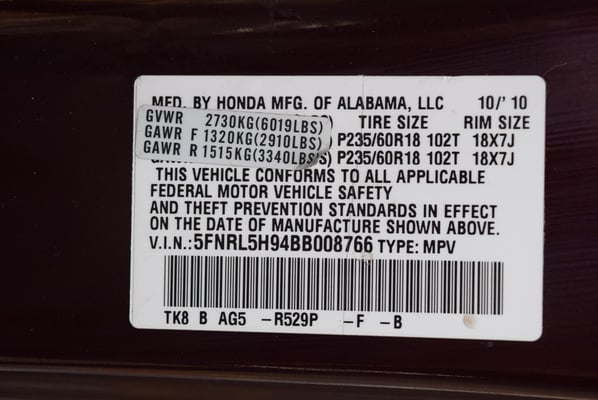 MFD. BY HONDA MFG. OF ALABAMA, LLC 10/' 10
GVWR 2730KG(6019LBS) TIRE SIZE RIM SIZE
GAWR F 1320KG(2910LBS) P235/60R18 102T 18X7J
GAWR R 1515KG(3340LBS) P235/60R18 102T 18X7J
THIS VEHICLE CONFORMS TO ALL APPLICABLE
FEDERAL MOTOR VEHICLE SAFETY
AND THEFT PREVENTION STANDARDS IN EFFECT
ON THE DATE OF MANUFACTURE SHOWN ABOVE.
V.I.N.:5FNRL5H94BB008766 TYPE: MPV
TK8 B AG5 -R529P -F -B